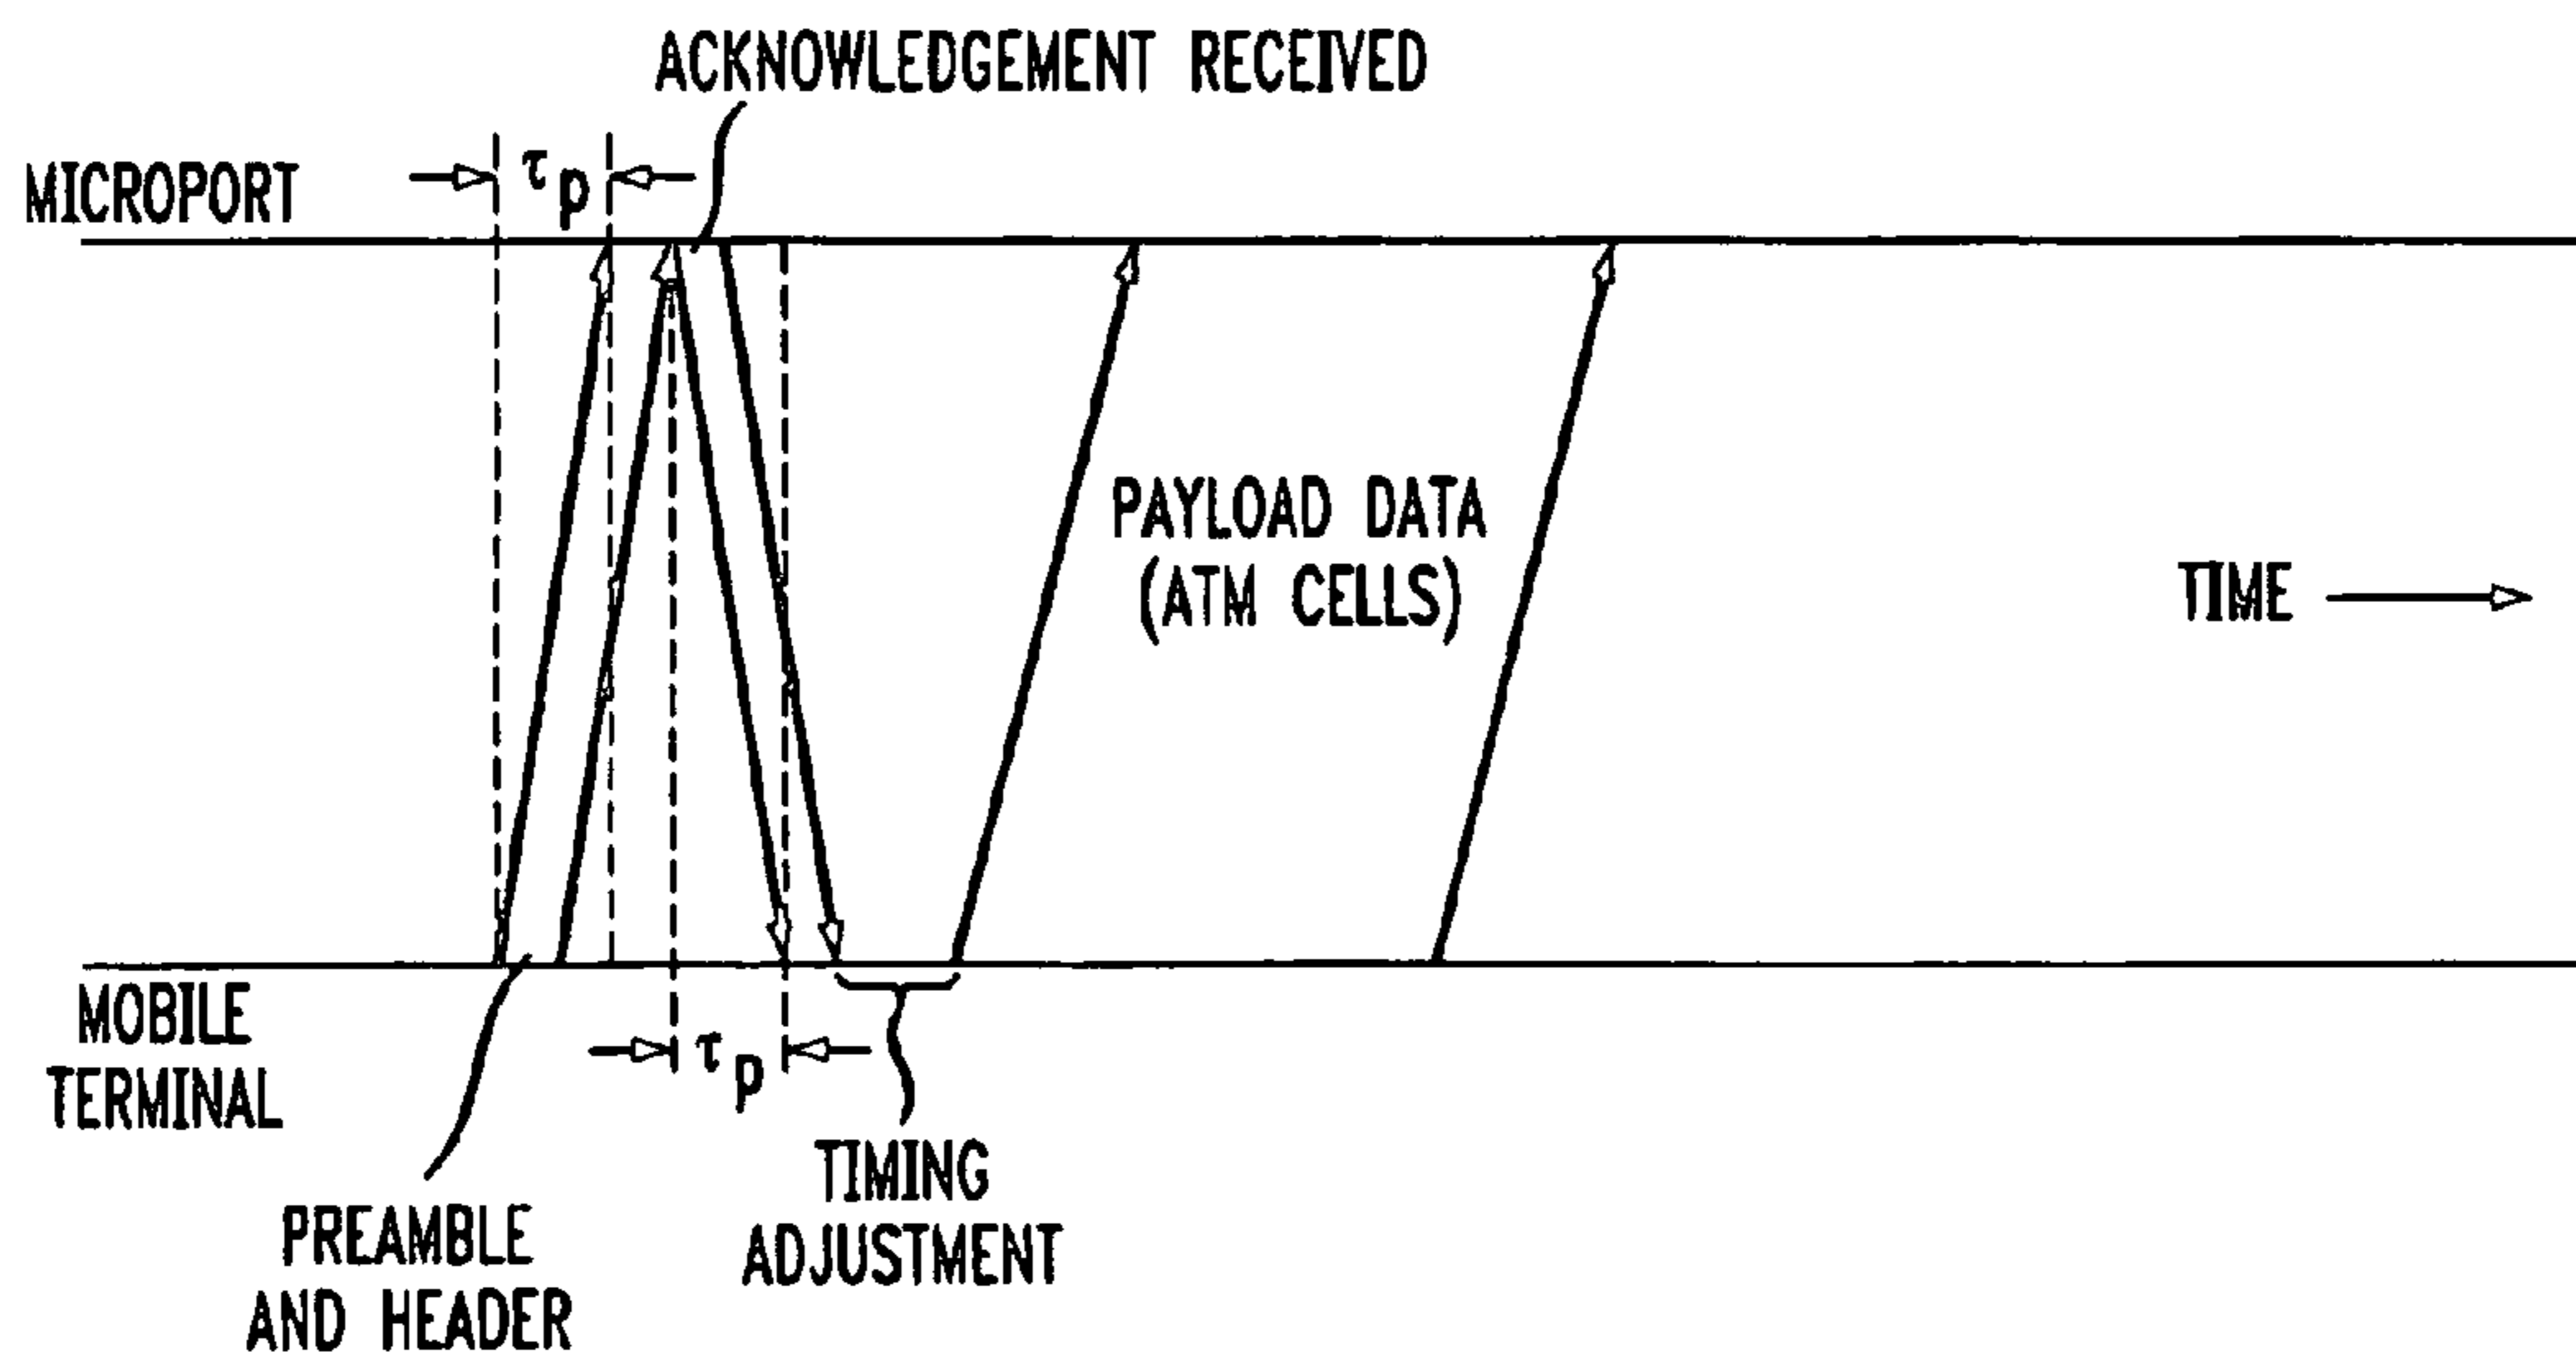 ACKNOWLEDGEMENT RECEIVED
τp
MICROPORT
PAYLOAD DATA
(ATM CELLS)
TIME
MOBILE
TERMINAL
τp
TIMING
ADJUSTMENT
PREAMBLE
AND HEADER